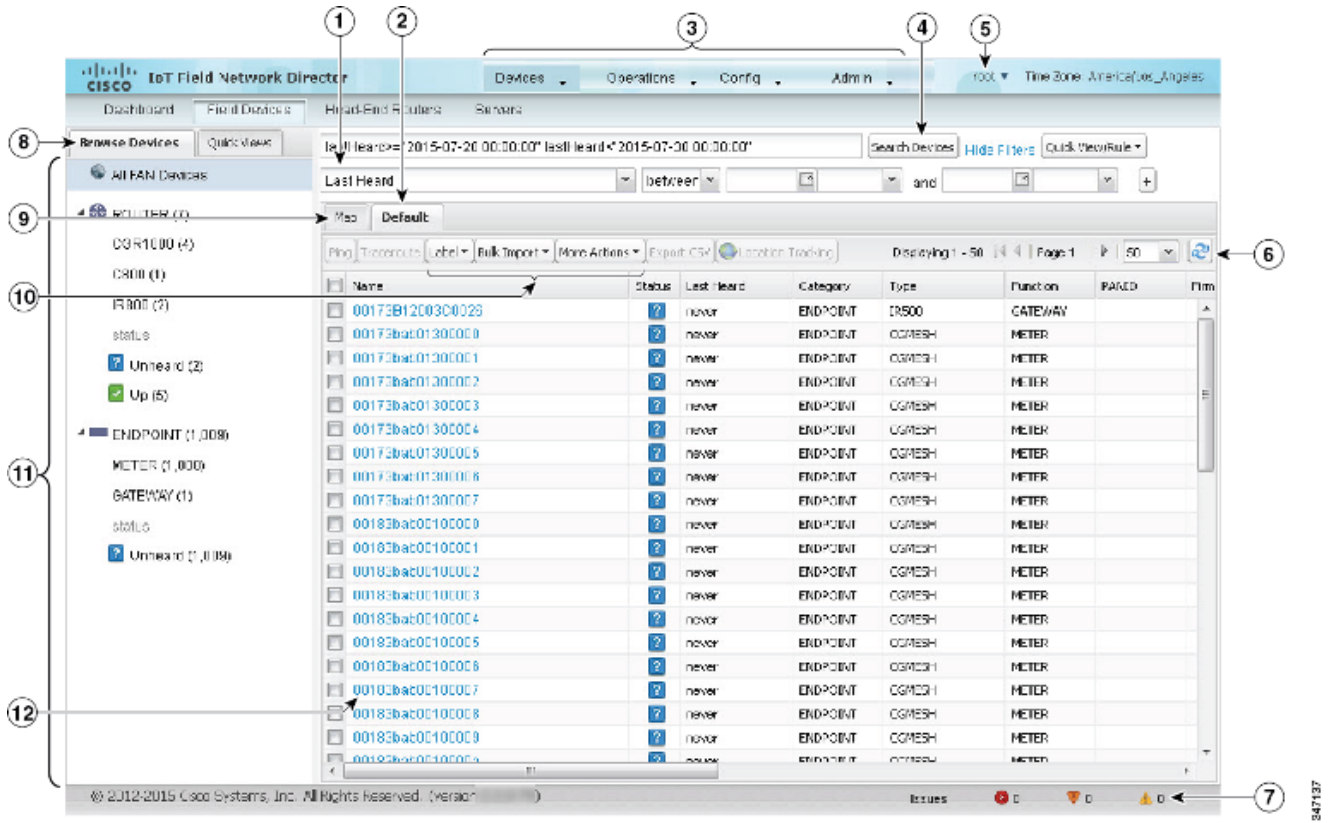 1 2 3 4 5
CISCO IoT Field Network Director Devices Operations Config Admin root Time Zone: America/Los_Angeles
Dashboard Field Devices Head-End Routers Servers
8 Browse Devices Quick Views lastHeard>="2015-07-20 00:00:00" Search Devices Hide Filters Quick View/Rule
All FAN Devices Last Heard between and +
9 ROUTER Map Default
CGR1000 (4) Ping Traceroute Label Bulk Import More Actions Export CSV Location Tracking Displaying 1 - 50 Page 1 50 6
C800 (1) Name Status Last Heard Category Type Function PANID Firm
10 IR800 (2) 00173B12003C0026 ? never ENDPOINT IR500 GATEWAY
status 00173bab01300000 ? never ENDPOINT CGMESH METER
? Unheard (2) 00173bab01300001 ? never ENDPOINT CGMESH METER
00173bab01300002 ? never ENDPOINT CGMESH METER
Up (5) 00173bab01300003 ? never ENDPOINT CGMESH METER
ENDPOINT (1,009) 00173bab01300004 ? never ENDPOINT CGMESH METER
00173bab01300005 ? never ENDPOINT CGMESH METER
11 METER 00173bab01300006 ? never ENDPOINT CGMESH METER
GATEWAY (1) 00173bab01300007 ? never ENDPOINT CGMESH METER
status 00183bab00100000 ? never ENDPOINT CGMESH METER
? Unheard (1,009) 00183bab00100001 ? never ENDPOINT CGMESH METER
00183bab00100002 ? never ENDPOINT CGMESH METER
00183bab00100003 ? never ENDPOINT CGMESH METER
00183bab00100004 ? never ENDPOINT CGMESH METER
00183bab00100005 ? never ENDPOINT CGMESH METER
00183bab00100006 ? never ENDPOINT CGMESH METER
00183bab00100007 ? never ENDPOINT CGMESH METER
12 00183bab00100008 ? never ENDPOINT CGMESH METER
00183bab00100009 ? never ENDPOINT CGMESH METER
© 2012-2015 Cisco Systems, Inc. All Rights Reserved. (version ) Issues 0 0 0 7
347137